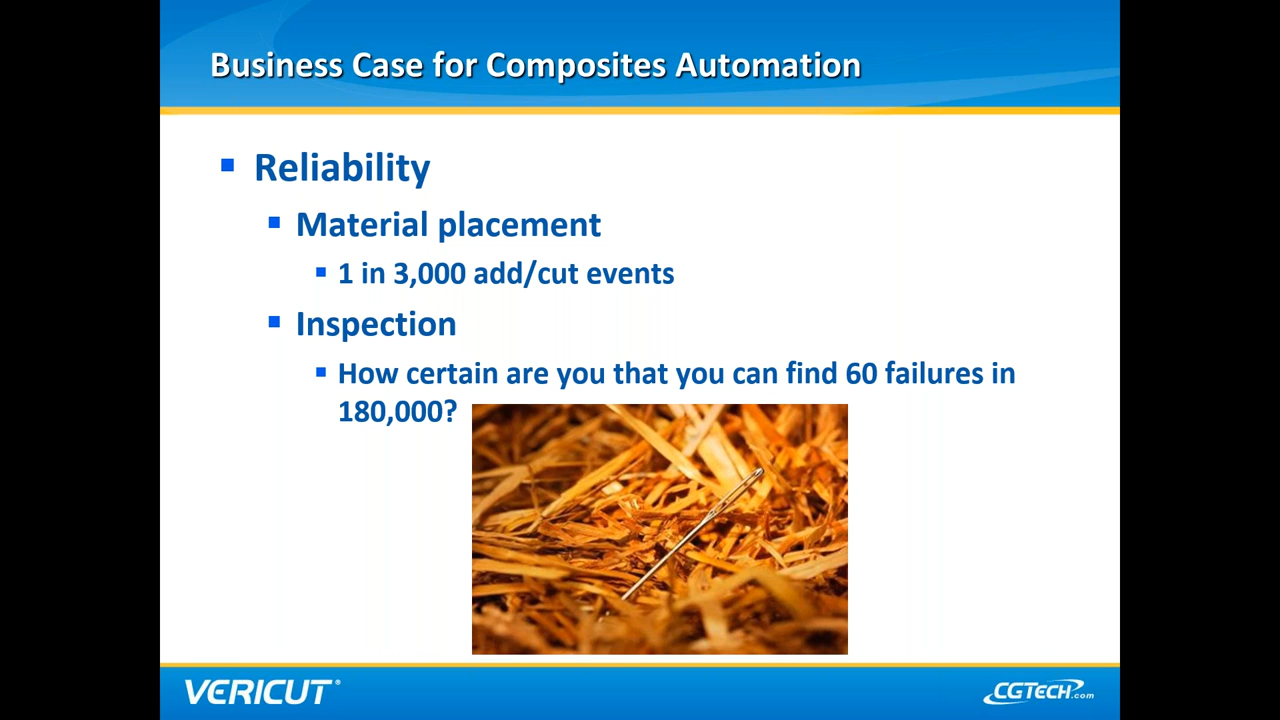 Business Case for Composites Automation
Reliability
Material placement
1 in 3,000 add/cut events
Inspection
How certain are you that you can find 60 failures in
180,000?
VERICUT®
CGTECH.com